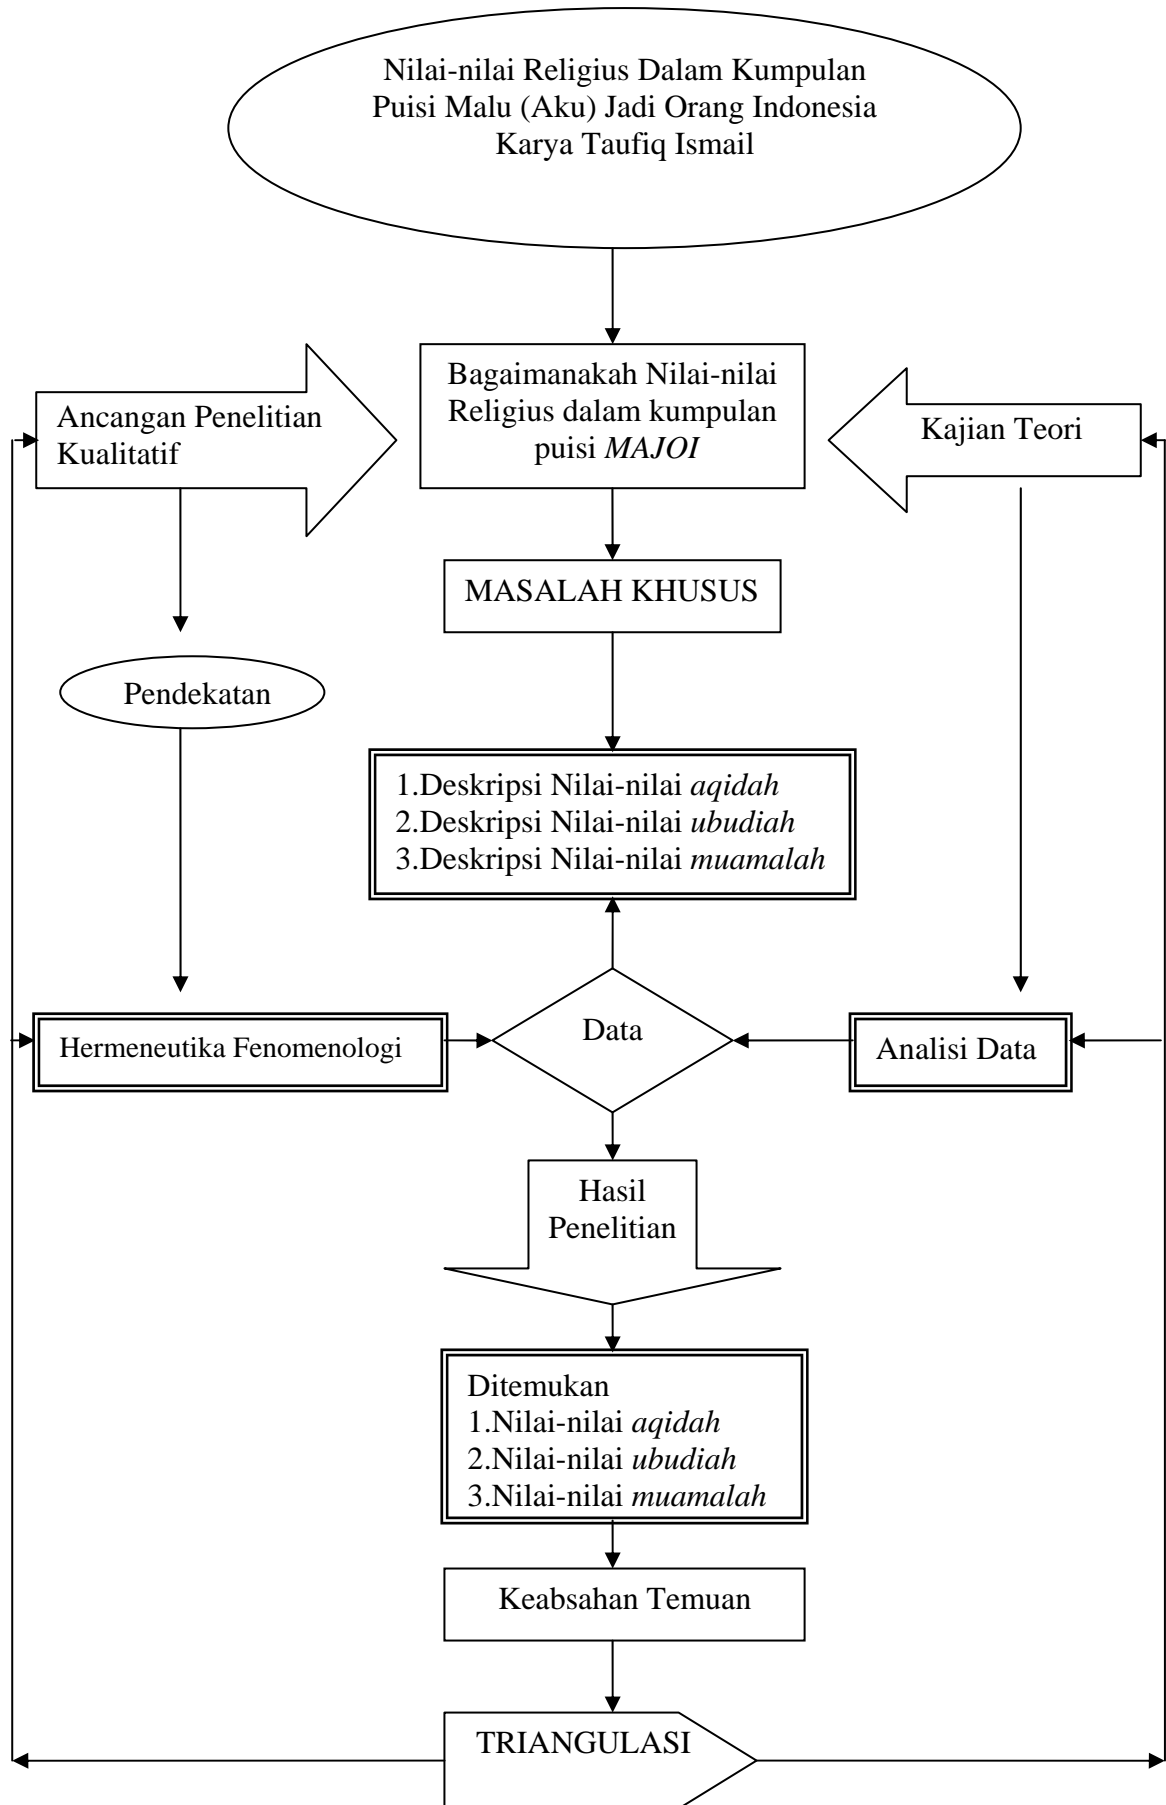 Nilai-nilai Religius Dalam Kumpulan
Puisi Malu (Aku) Jadi Orang Indonesia
Karya Taufiq Ismail
Ancangan Penelitian
Kualitatif
Bagaimanakah Nilai-nilai
Religius dalam kumpulan
puisi MAJOI
Kajian Teori
MASALAH KHUSUS
Pendekatan
1.Deskripsi Nilai-nilai aqidah
2.Deskripsi Nilai-nilai ubudiah
3.Deskripsi Nilai-nilai muamalah
Hermeneutika Fenomenologi
Data
Analisi Data
Hasil
Penelitian
Ditemukan
1.Nilai-nilai aqidah
2.Nilai-nilai ubudiah
3.Nilai-nilai muamalah
Keabsahan Temuan
TRIANGULASI